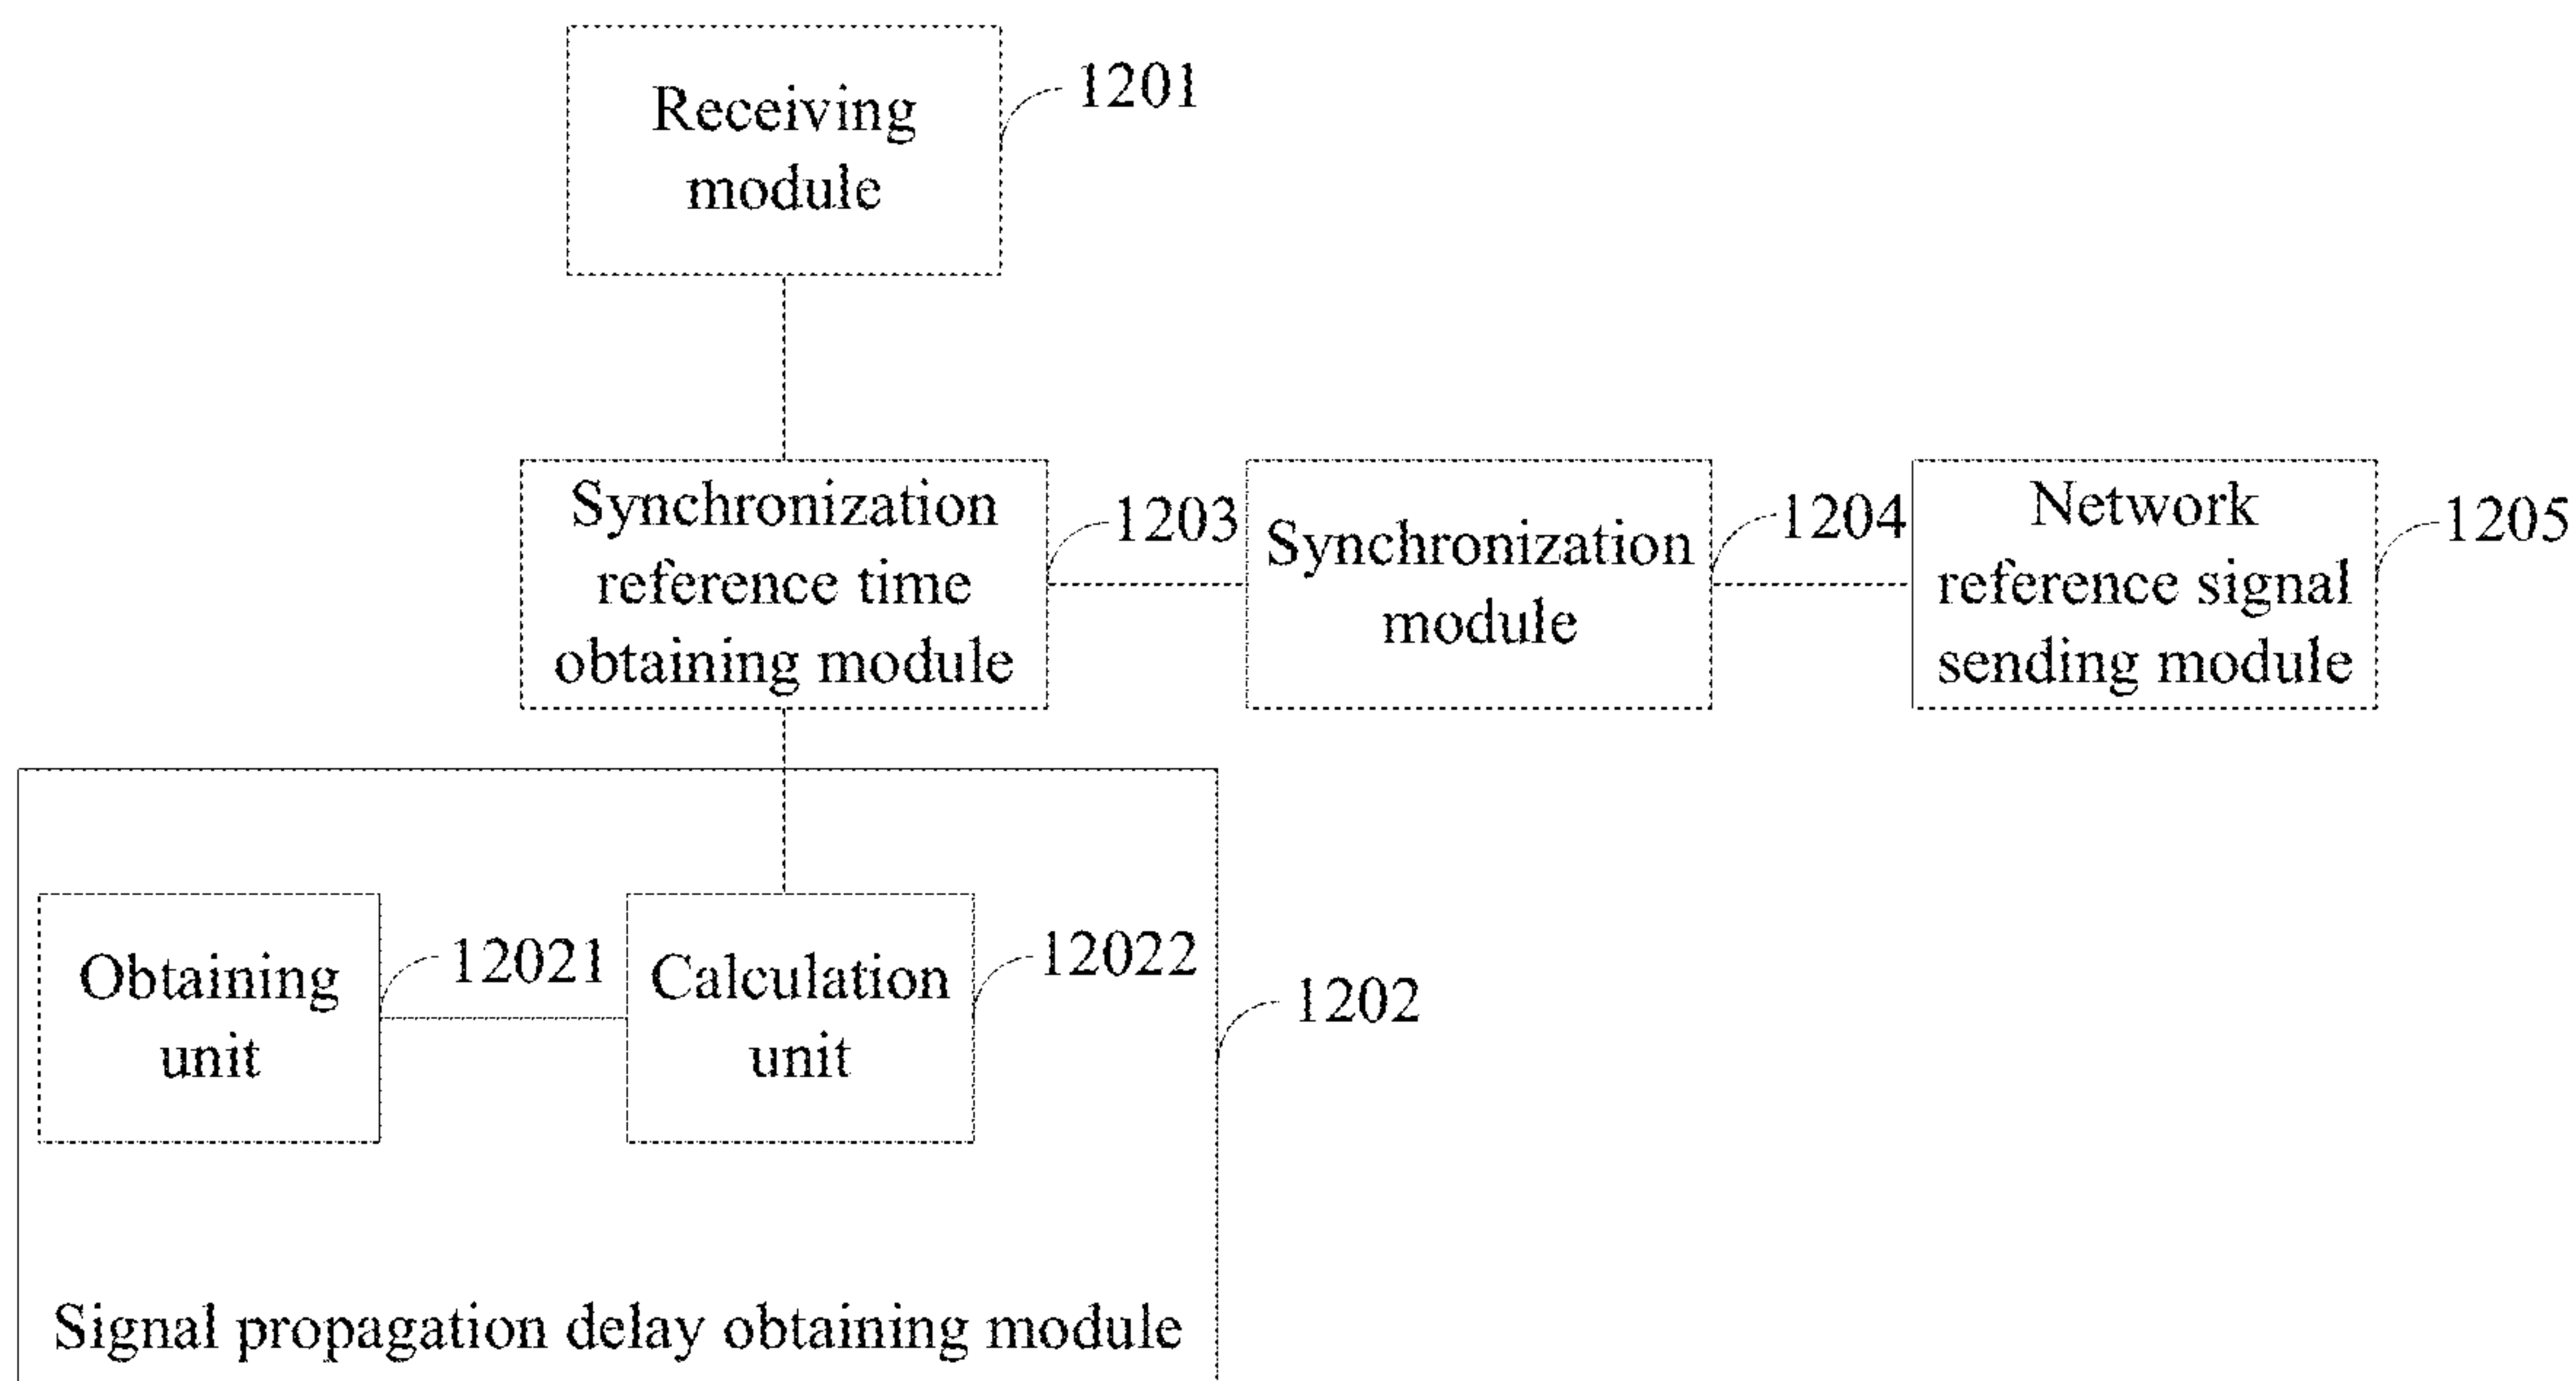 Receiving
module
1201
Synchronization
reference time
obtaining module
1203
Synchronization
module
1204
Network
reference signal
sending module
1205
Obtaining
unit
12021
Calculation
unit
12022
1202
Signal propagation delay obtaining module